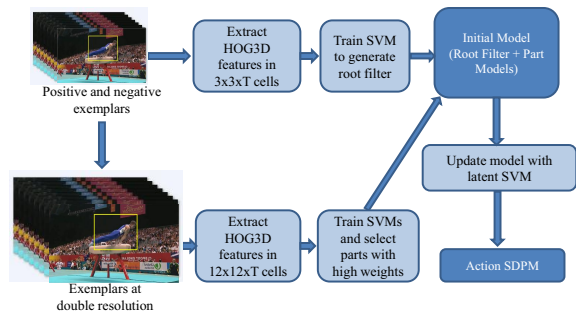 Positive and negative
exemplars
Extract
HOG3D
features in
3x3xT cells
Train SVM
to generate
root filter
Initial Model
(Root Filter + Part
Models)
Update model with
latent SVM
Action SDPM
Exemplars at
double resolution
Extract
HOG3D
features in
12x12xT cells
Train SVMs
and select
parts with
high weights